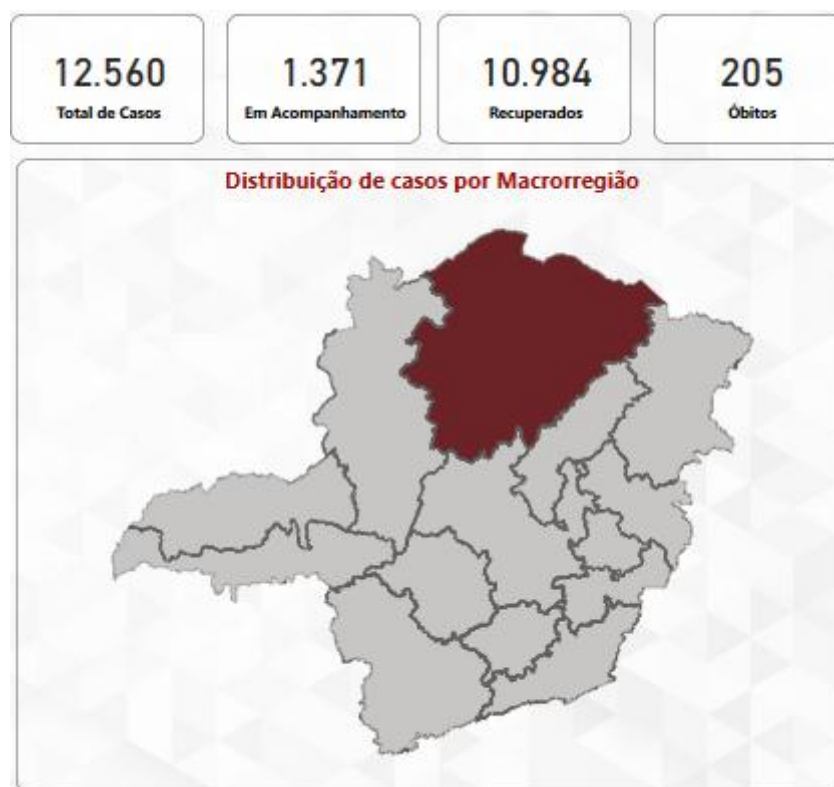 12.560
Total de Casos
1.371
Em Acompanhamento
10.984
Recuperados
205
Óbitos
Distribuição de casos por Macrorregião